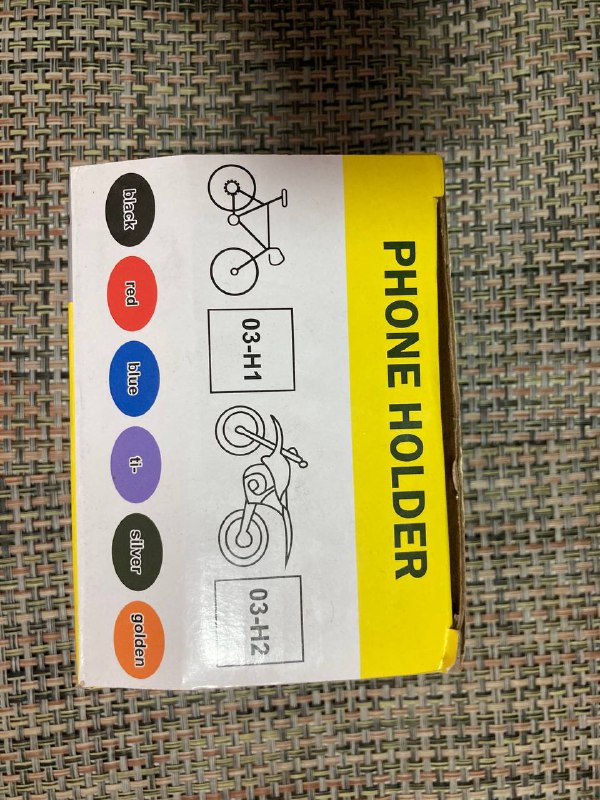 PHONE HOLDER
03-H1
03-H2
black
red
blue
ti-
silver
golden